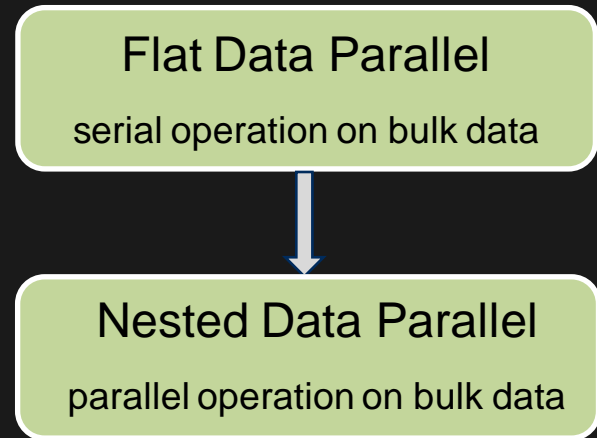 Flat Data Parallel
serial operation on bulk data
Nested Data Parallel
parallel operation on bulk data